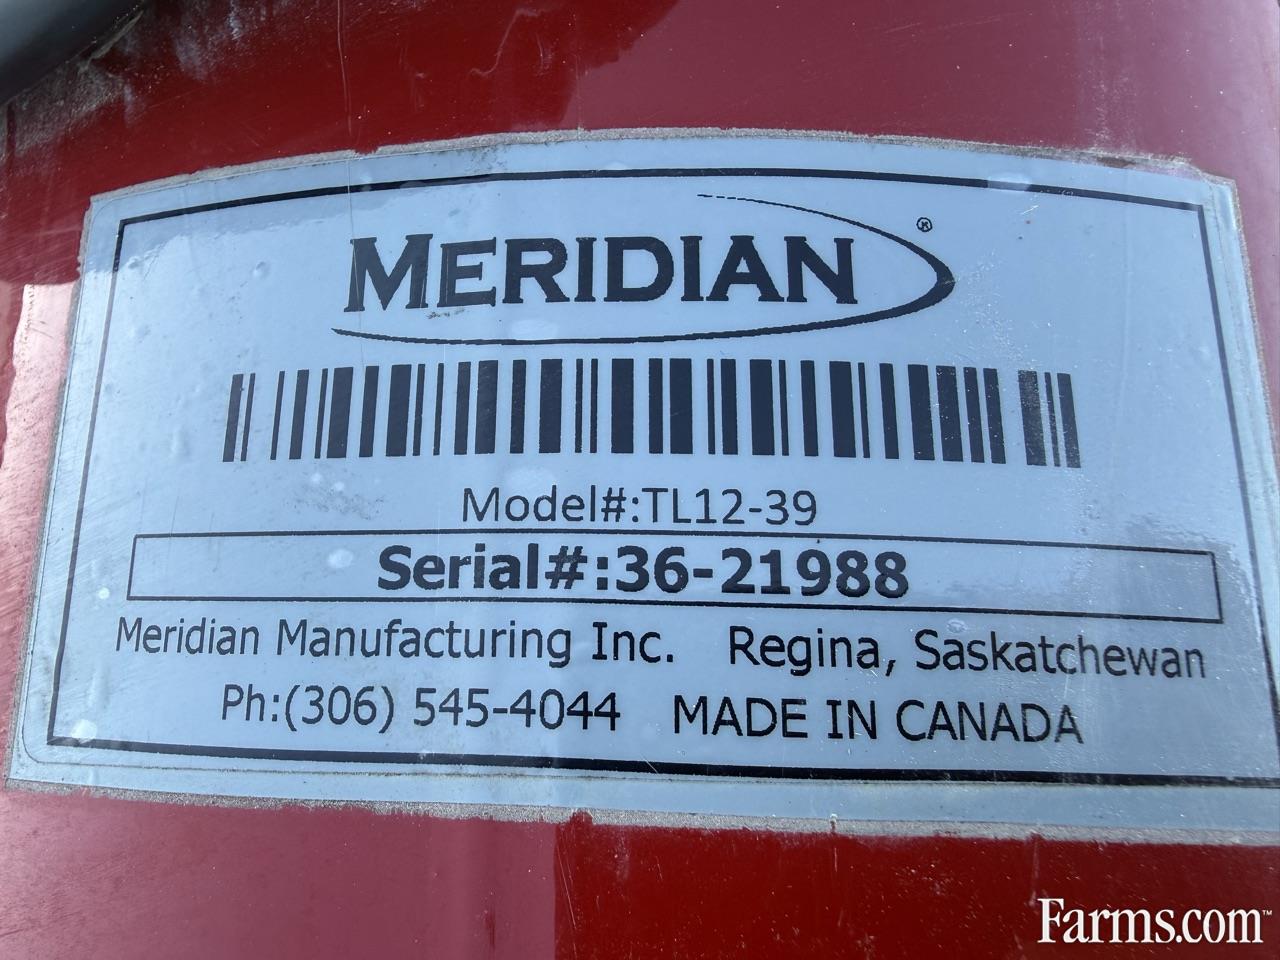 MERIDIAN®
Model#:TL12-39
Serial#:36-21988
Meridian Manufacturing Inc. Regina, Saskatchewan
Ph:(306) 545-4044 MADE IN CANADA
Farms.com™